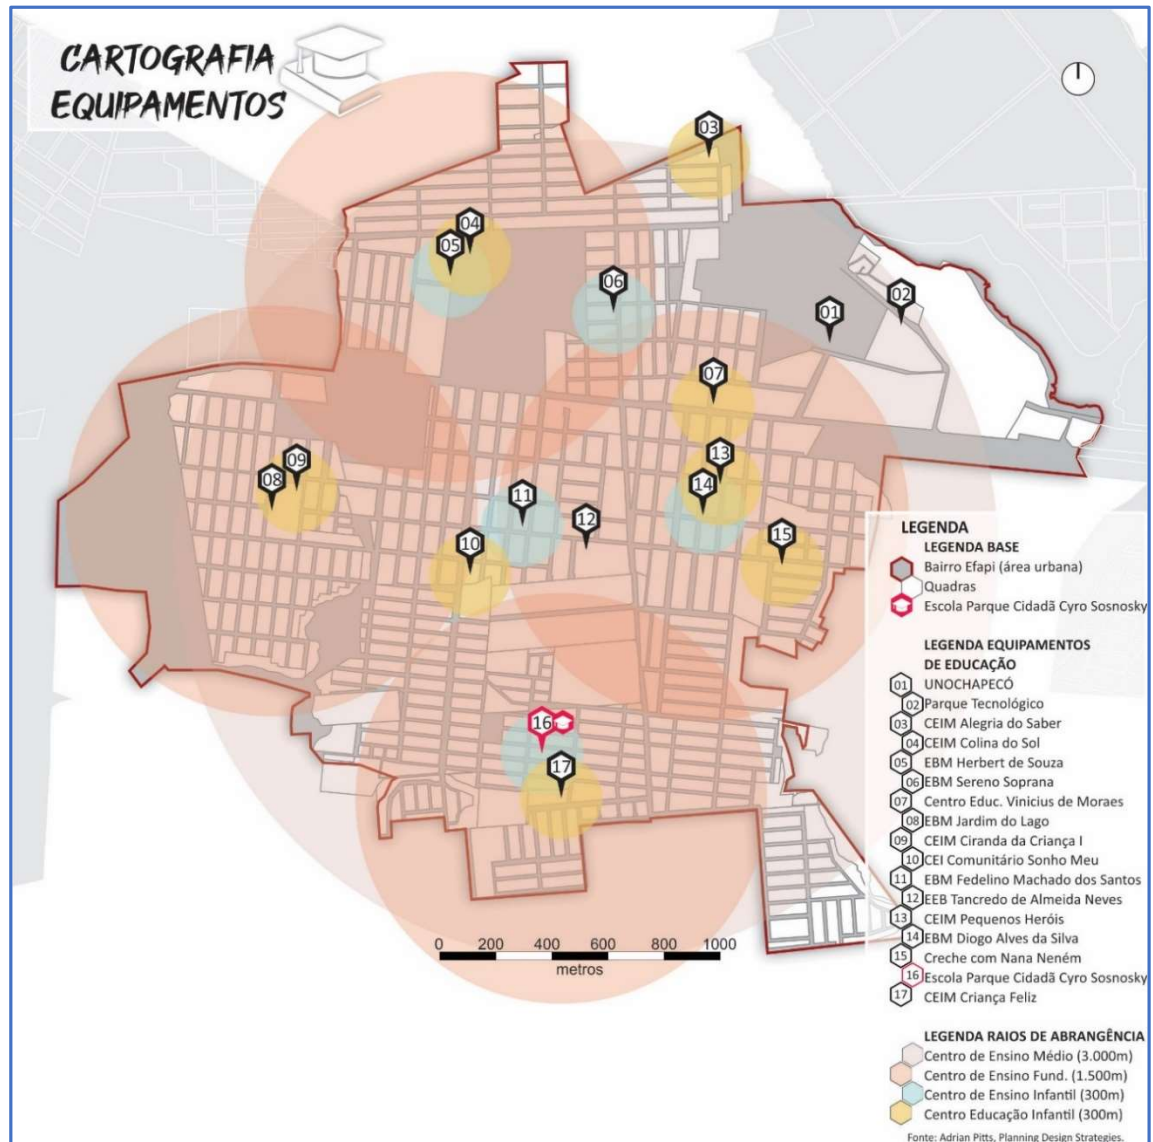 CARTOGRAFIA
EQUIPAMENTOS
03
04
05
06
02
01
07
13
09
08
14
11
12
15
10
16
17
0 200 400 600 800 1000
metros
LEGENDA
LEGENDA BASE
Bairro Efapi (área urbana)
Quadras
Escola Parque Cidadã Cyro Sosnosky
LEGENDA EQUIPAMENTOS
DE EDUCAÇÃO
01 UNOCHAPECÓ
02 Parque Tecnológico
03 CEIM Alegria do Saber
04 CEIM Colina do Sol
05 EBM Herbert de Souza
06 EBM Sereno Soprana
07 Centro Educ. Vinicius de Moraes
08 EBM Jardim do Lago
09 CEIM Ciranda da Criança I
10 CEI Comunitário Sonho Meu
11 EBM Fedelino Machado dos Santos
12 EEB Tancredo de Almeida Neves
13 CEIM Pequenos Heróis
14 EBM Diogo Alves da Silva
15 Creche com Nana Neném
16 Escola Parque Cidadã Cyro Sosnosky
17 CEIM Criança Feliz
LEGENDA RAIOS DE ABRANGÊNCIA
Centro de Ensino Médio (3.000m)
Centro de Ensino Fund. (1.500m)
Centro de Ensino Infantil (300m)
Centro Educação Infantil (300m)
Fonte: Adrian Pitts, Planning Design Strategies.